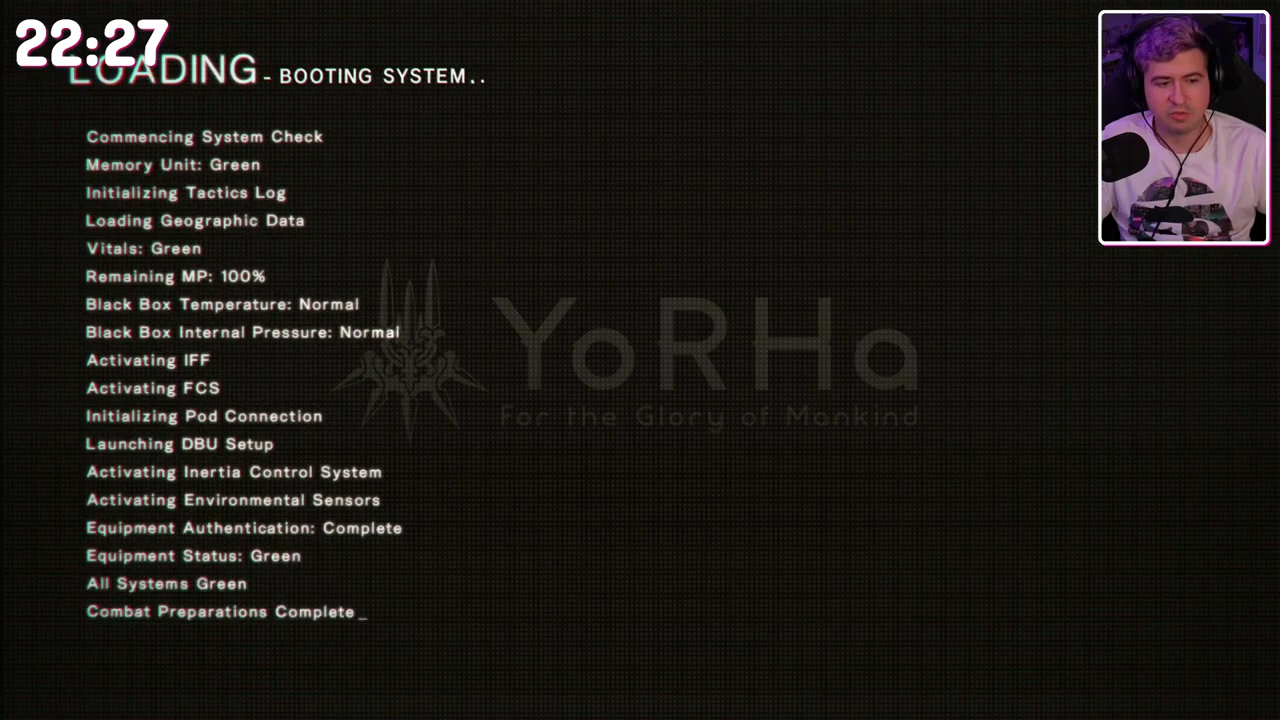 22:27
LOADING - BOOTING SYSTEM..
Commencing System Check
Memory Unit: Green
Initializing Tactics Log
Loading Geographic Data
Vitals: Green
Remaining MP: 100%
Black Box Temperature: Normal
Black Box Internal Pressure: Normal
Activating IFF
Activating FCS
Initializing Pod Connection
Launching DBU Setup
Activating Inertia Control System
Activating Environmental Sensors
Equipment Authentication: Complete
Equipment Status: Green
All Systems Green
Combat Preparations Complete _
YoRHa
For the Glory of Mankind